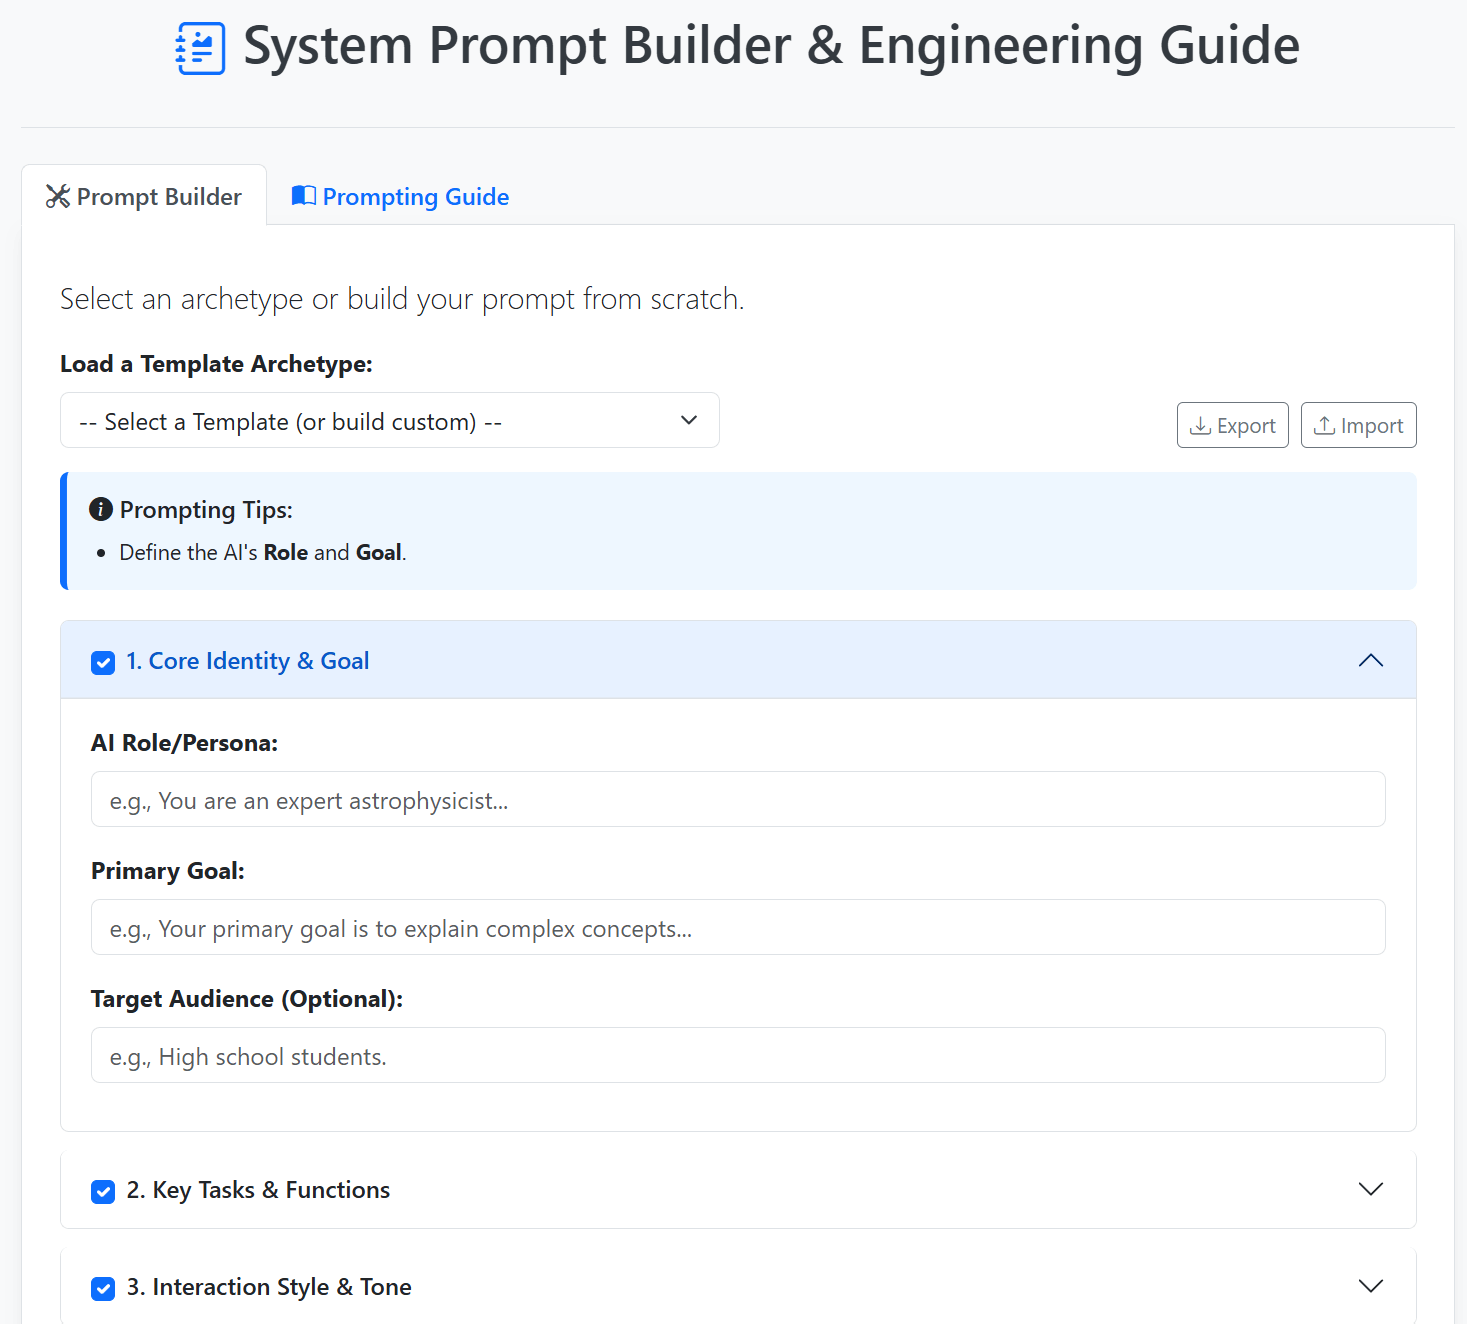 System Prompt Builder & Engineering Guide
Prompt Builder
Prompting Guide
Select an archetype or build your prompt from scratch.
Load a Template Archetype:
-- Select a Template (or build custom) --
Export
Import
Prompting Tips:
Define the AI's Role and Goal.
1. Core Identity & Goal
AI Role/Persona:
e.g., You are an expert astrophysicist...
Primary Goal:
e.g., Your primary goal is to explain complex concepts...
Target Audience (Optional):
e.g., High school students.
2. Key Tasks & Functions
3. Interaction Style & Tone